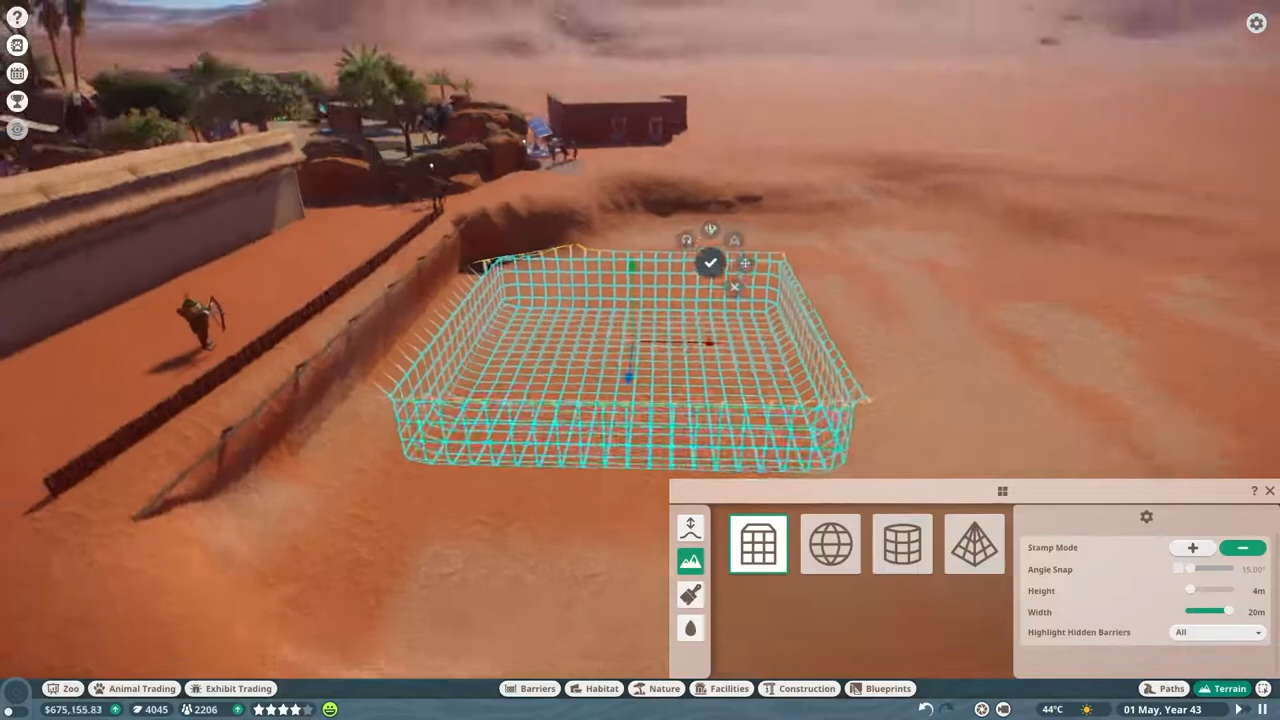 ?
Stamp Mode + −
Angle Snap 15.00°
Height 4m
Width 20m
Highlight Hidden Barriers All
Zoo Animal Trading Exhibit Trading Barriers Habitat Nature Facilities Construction Blueprints Paths Terrain
$675,155.83 4045 2206 44°C 01 May, Year 43